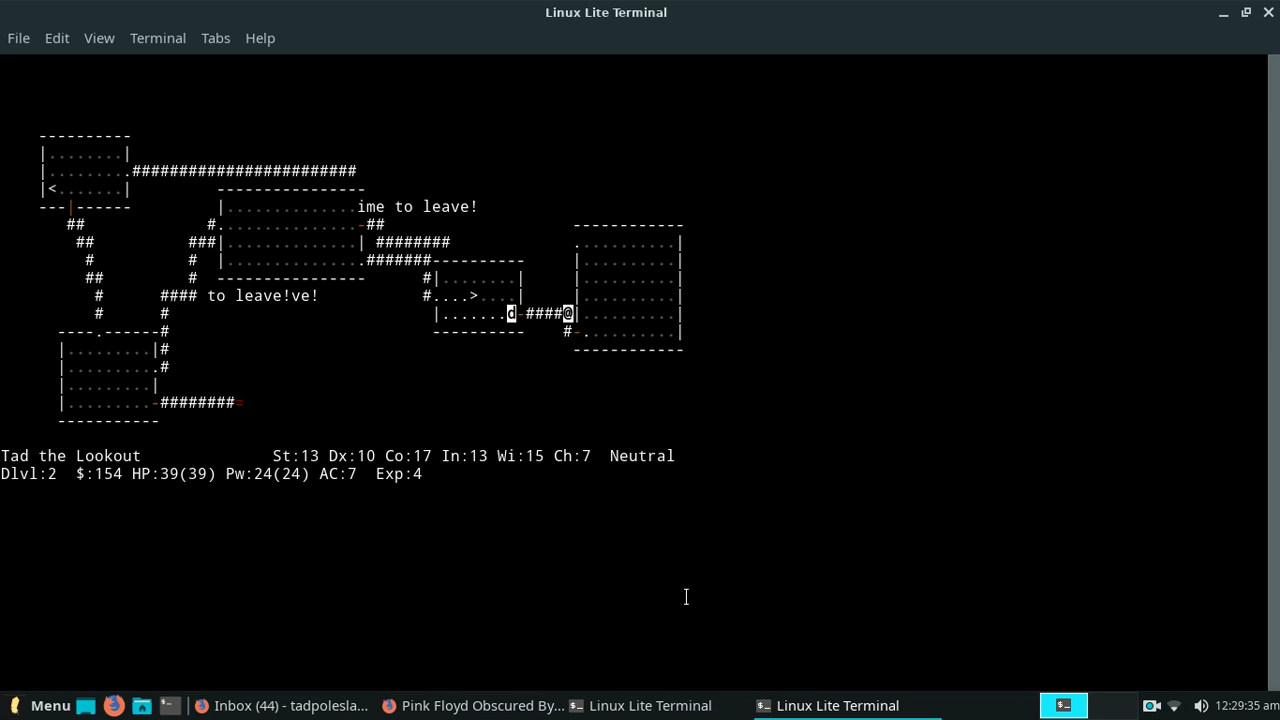 Linux Lite Terminal
File Edit View Terminal Tabs Help
----------
|........|
|.........#######################
|<.......|           ----------------
---|------            |..............ime to leave!
##                   #...............-##                     ------------
##                ###|..............| ########             ...........|
#                 #  |...............#######----------     |..........|
##                #  ----------------      #|........|     |..........|
#             #### to leave!ve!            #....>....|     |..........|
#             #                             |.......d-####@|..........|
----.------#                                ----------    #-..........|
|.........|#                                               ------------
|..........#
|.........|
|.........-########=
-----------
Tad the Lookout              St:13 Dx:10 Co:17 In:13 Wi:15 Ch:7  Neutral
Dlvl:2  $:154 HP:39(39) Pw:24(24) AC:7  Exp:4
Menu Inbox (44) - tadpolesla... Pink Floyd Obscured By... Linux Lite Terminal Linux Lite Terminal 12:29:35 am